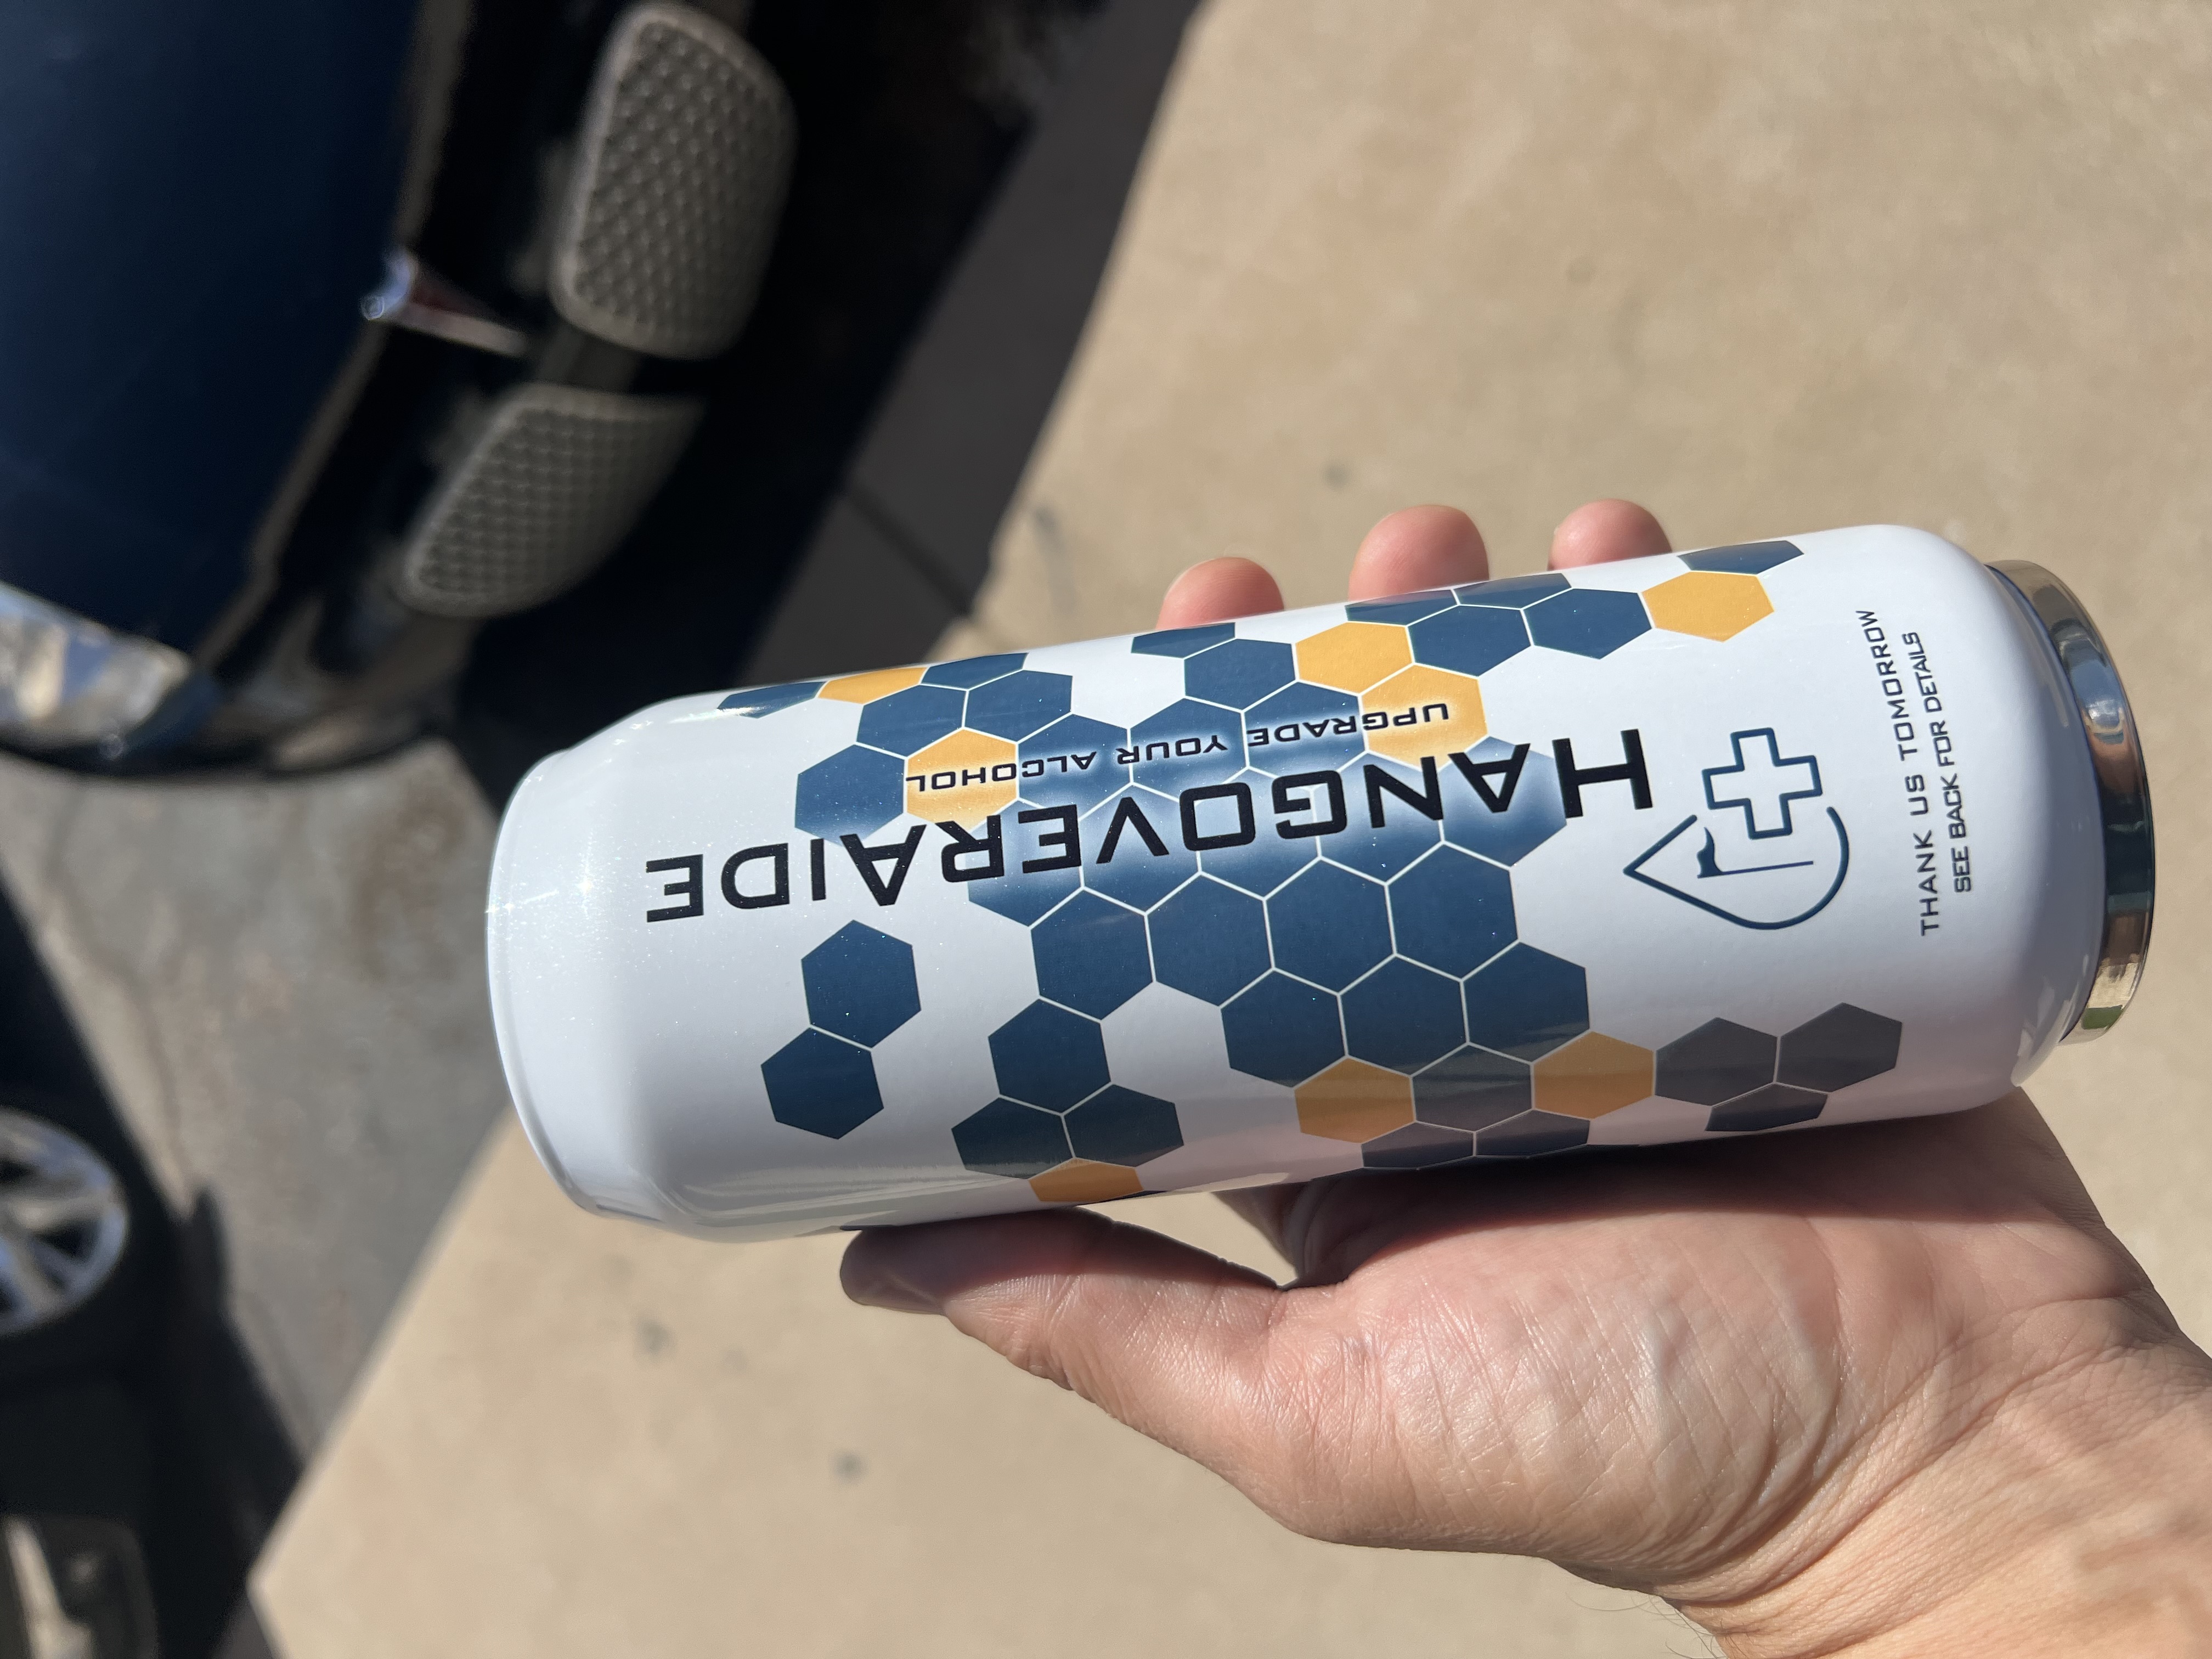 HANGOVERAIDE
UPGRADE YOUR ALCOHOL
THANK US TOMORROW
SEE BACK FOR DETAILS